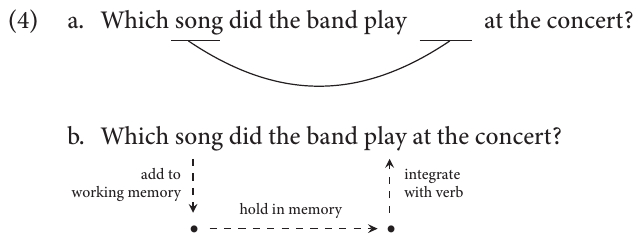 (4) a. Which song did the band play ____ at the concert?
b. Which song did the band play at the concert?
add to
working memory
integrate
with verb
hold in memory